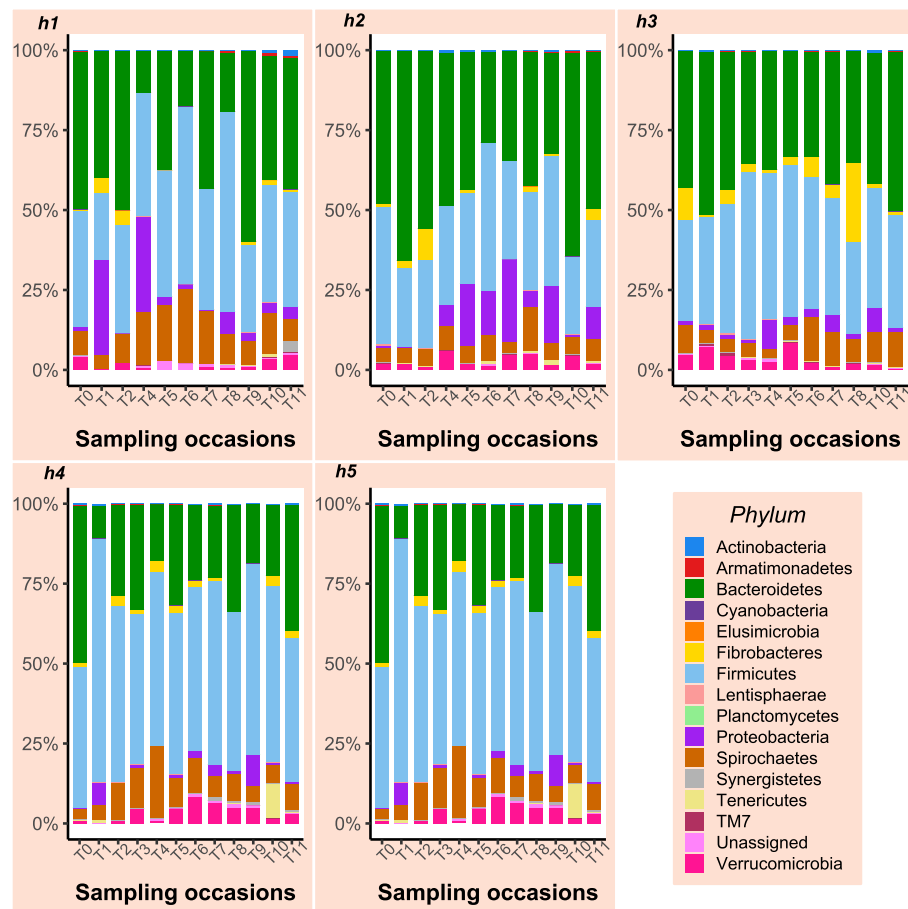 h1 h2 h3
100% 100% 100%
75% 75% 75%
50% 50% 50%
25% 25% 25%
0% 0% 0%
T0 T1 T2 T4 T5 T6 T7 T8 T9 T10 T11 T0 T1 T2 T4 T5 T6 T7 T8 T9 T10 T11 T0 T1 T2 T3 T4 T5 T6 T7 T8 T10 T11
Sampling occasions Sampling occasions Sampling occasions
h4 h5
100% 100%
75% 75%
50% 50%
25% 25%
0% 0%
T0 T1 T2 T3 T4 T5 T6 T7 T8 T9 T10 T11 T0 T1 T2 T3 T4 T5 T6 T7 T8 T9 T10 T11
Sampling occasions Sampling occasions
Phylum
Actinobacteria
Armatimonadetes
Bacteroidetes
Cyanobacteria
Elusimicrobia
Fibrobacteres
Firmicutes
Lentisphaerae
Planctomycetes
Proteobacteria
Spirochaetes
Synergistetes
Tenericutes
TM7
Unassigned
Verrucomicrobia